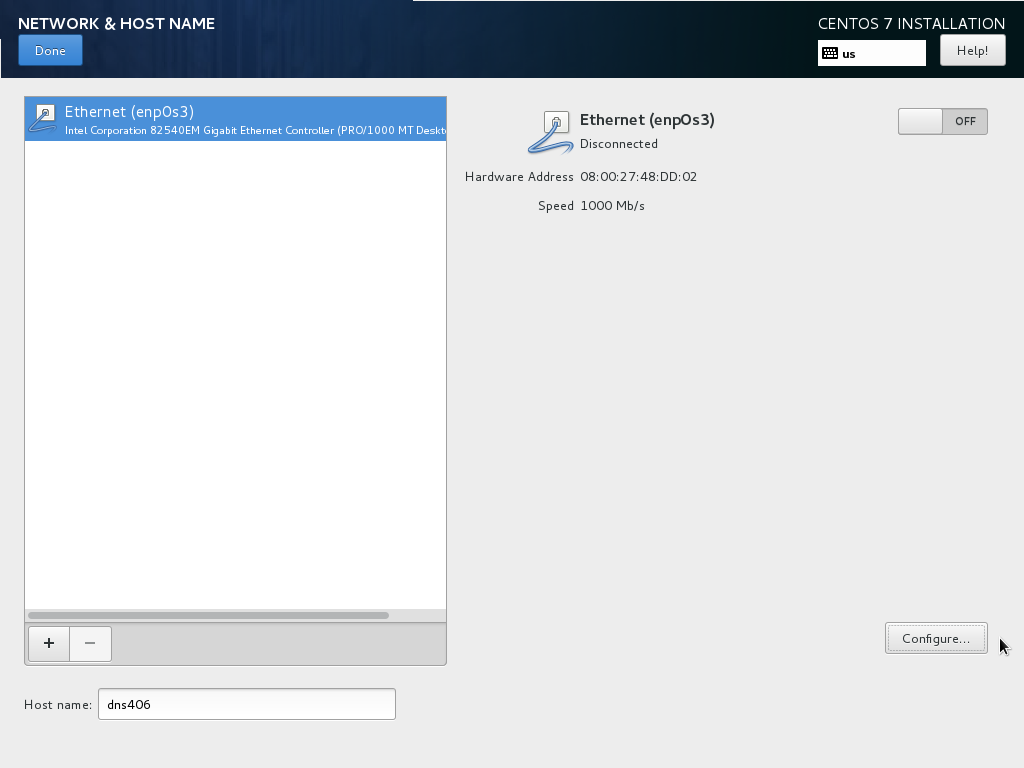 NETWORK & HOST NAME
CENTOS 7 INSTALLATION
Done
us
Help!
Ethernet (enp0s3)
Intel Corporation 82540EM Gigabit Ethernet Controller (PRO/1000 MT
Ethernet (enp0s3)
Disconnected
OFF
Hardware Address 08:00:27:48:DD:02
Speed 1000 Mb/s
+ −
Configure...
Host name: dns406